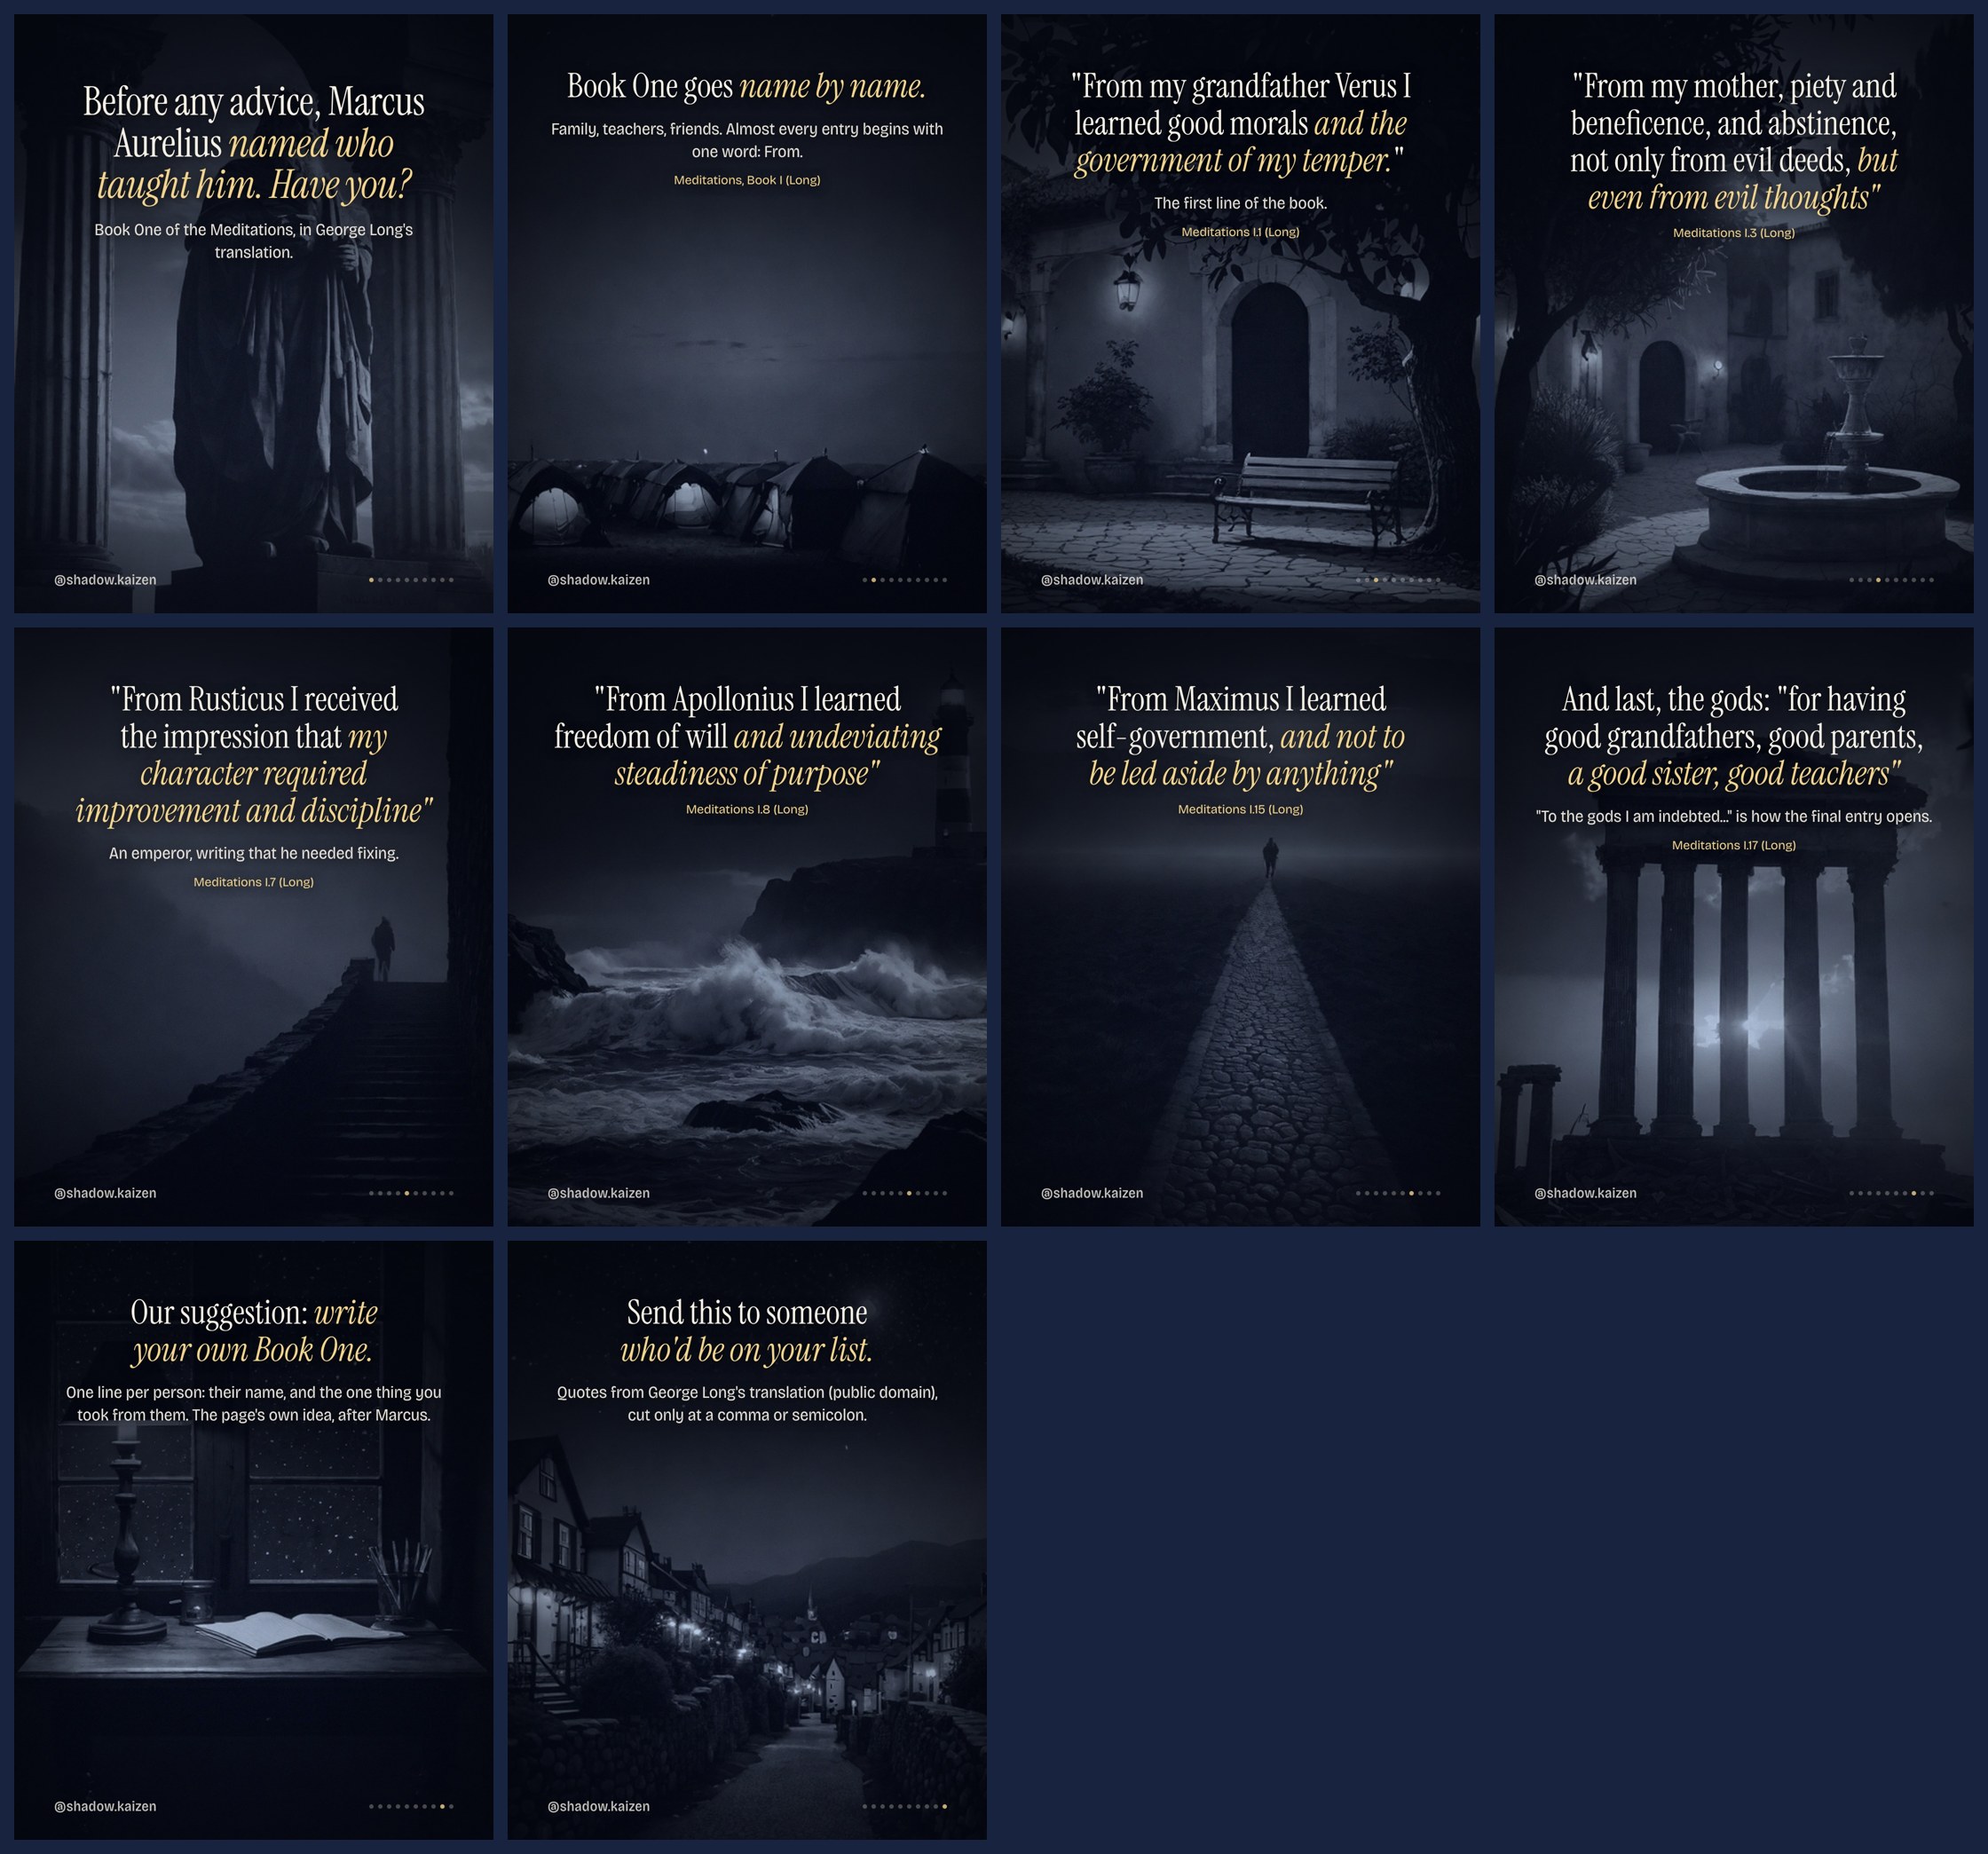 Before any advice, Marcus
Aurelius named who
taught him. Have you?
Book One of the Meditations, in George Long's
translation.
@shadow.kaizen
Book One goes name by name.
Family, teachers, friends. Almost every entry begins with
one word: From.
Meditations, Book I (Long)
@shadow.kaizen
"From my grandfather Verus I
learned good morals and the
government of my temper."
The first line of the book.
Meditations I.1 (Long)
@shadow.kaizen
"From my mother, piety and
beneficence, and abstinence,
not only from evil deeds, but
even from evil thoughts"
Meditations I.3 (Long)
@shadow.kaizen
"From Rusticus I received
the impression that my
character required
improvement and discipline"
An emperor, writing that he needed fixing.
Meditations I.7 (Long)
@shadow.kaizen
"From Apollonius I learned
freedom of will and undeviating
steadiness of purpose"
Meditations I.8 (Long)
@shadow.kaizen
"From Maximus I learned
self-government, and not to
be led aside by anything"
Meditations I.15 (Long)
@shadow.kaizen
And last, the gods: "for having
good grandfathers, good parents,
a good sister, good teachers"
"To the gods I am indebted..." is how the final entry opens.
Meditations I.17 (Long)
@shadow.kaizen
Our suggestion: write
your own Book One.
One line per person: their name, and the one thing you
took from them. The page's own idea, after Marcus.
@shadow.kaizen
Send this to someone
who'd be on your list.
Quotes from George Long's translation (public domain),
cut only at a comma or semicolon.
@shadow.kaizen